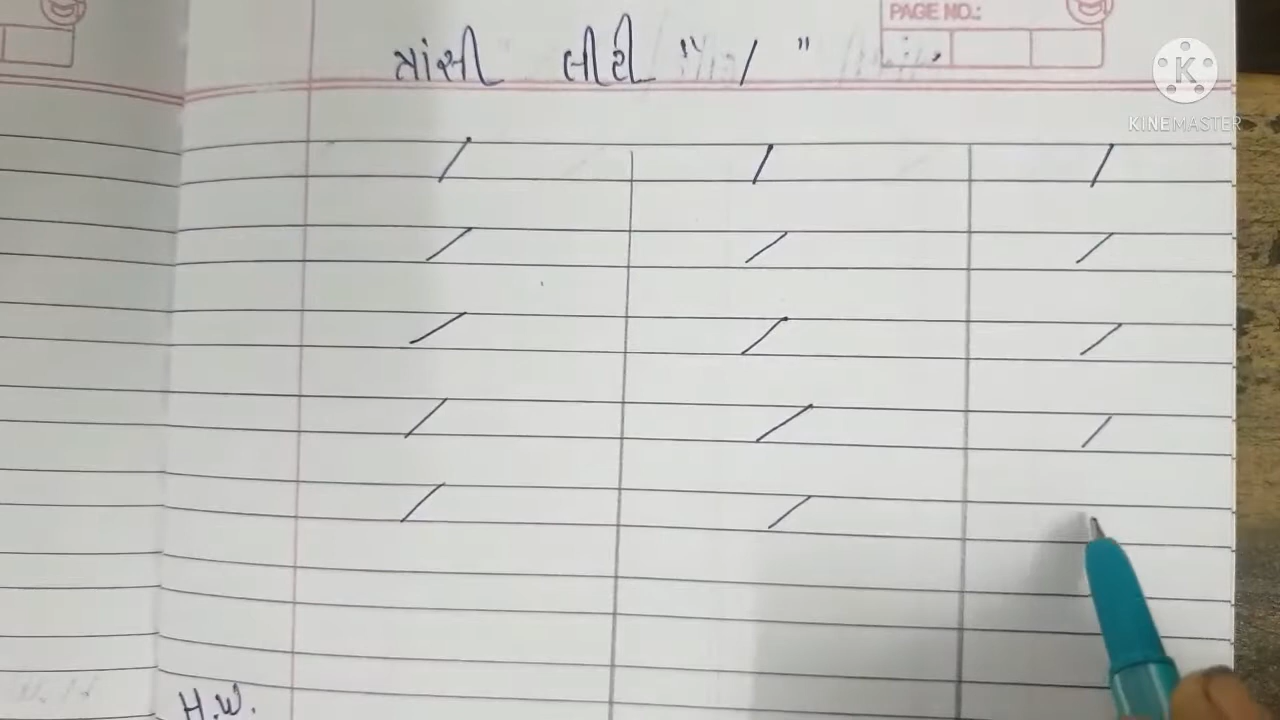 PAGE NO.:
ત્રાંસી લીટી "/"
KINEMASTER
/ / /
/ / /
/ / /
/ / /
/ /
H.W.